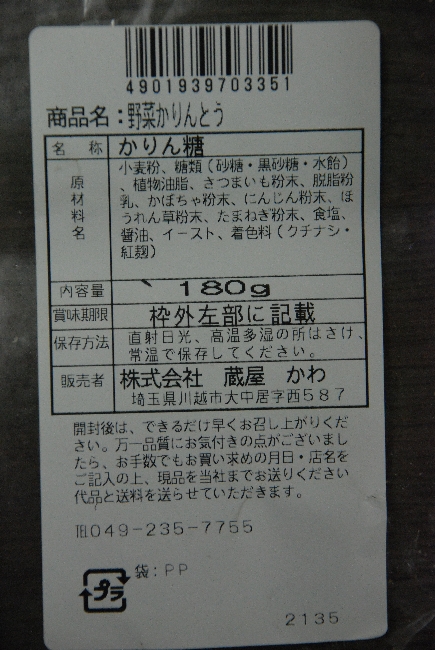 4901939703351
商品名：野菜かりんとう
名 称 かりん糖
原材料名 小麦粉、糖類（砂糖・黒砂糖・水飴）
、植物油脂、さつまいも粉末、脱脂粉
乳、かぼちゃ粉末、にんじん粉末、ほ
うれん草粉末、たまねぎ粉末、食塩、
醤油、イースト、着色料（クチナシ・
紅麹）
内容量 180g
賞味期限 枠外左部に記載
保存方法 直射日光、高温多湿の所はさけ、
常温で保存してください。
販売者 株式会社 蔵屋 かわ
埼玉県川越市大中居字西587
開封後は、できるだけ早くお召し上がりくだ
さい。万一品質にお気付きの点がございまし
たら、お手数でもお買い求めの月日・店名を
ご記入の上、現品を当社までお送りください
代品と送料を送らせていただきます。
℡049-235-7755
プラ 袋：PP
2135